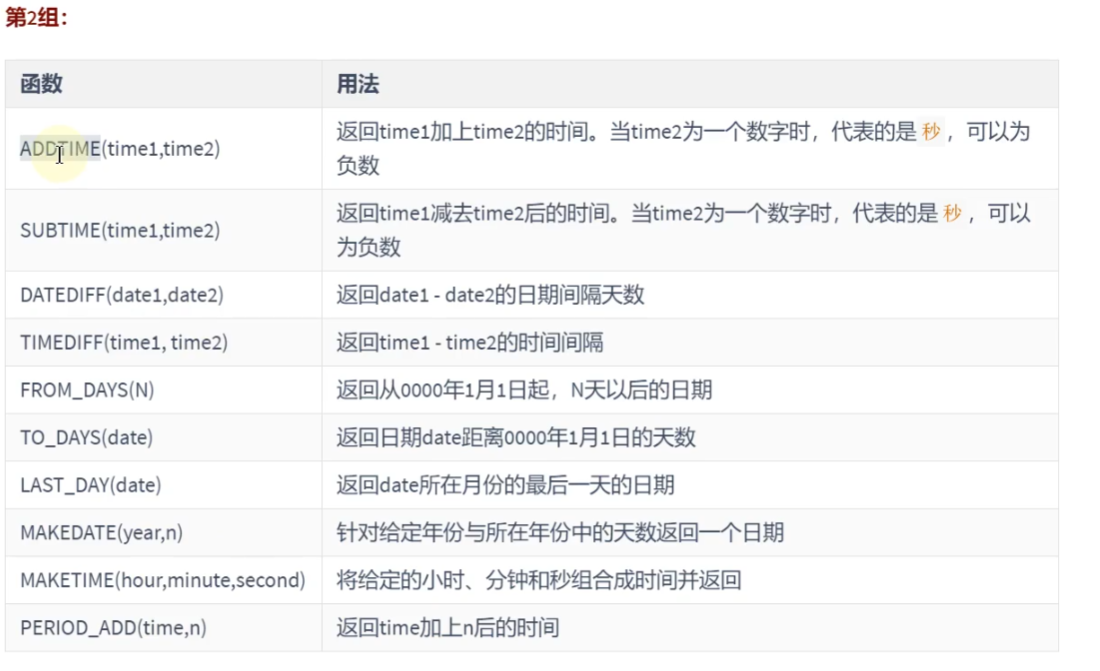 第2组：
函数 用法
ADDTIME(time1,time2) 返回time1加上time2的时间。当time2为一个数字时，代表的是 秒 ，可以为
负数
SUBTIME(time1,time2) 返回time1减去time2后的时间。当time2为一个数字时，代表的是 秒 ，可以
为负数
DATEDIFF(date1,date2) 返回date1 - date2的日期间隔天数
TIMEDIFF(time1, time2) 返回time1 - time2的时间间隔
FROM_DAYS(N) 返回从0000年1月1日起，N天以后的日期
TO_DAYS(date) 返回日期date距离0000年1月1日的天数
LAST_DAY(date) 返回date所在月份的最后一天的日期
MAKEDATE(year,n) 针对给定年份与所在年份中的天数返回一个日期
MAKETIME(hour,minute,second) 将给定的小时、分钟和秒组合成时间并返回
PERIOD_ADD(time,n) 返回time加上n后的时间